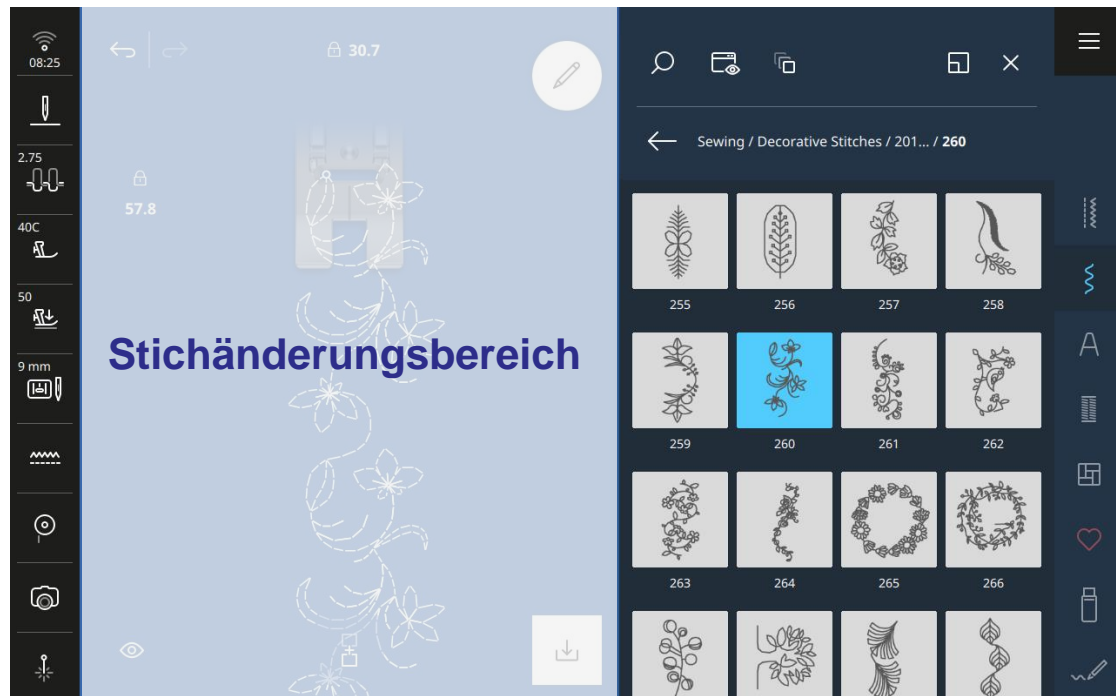 08:25
2.75
40C
50
9 mm
30.7
57.8
Stichänderungsbereich
Sewing / Decorative Stitches / 201... / 260
255 256 257 258
259 260 261 262
263 264 265 266
A